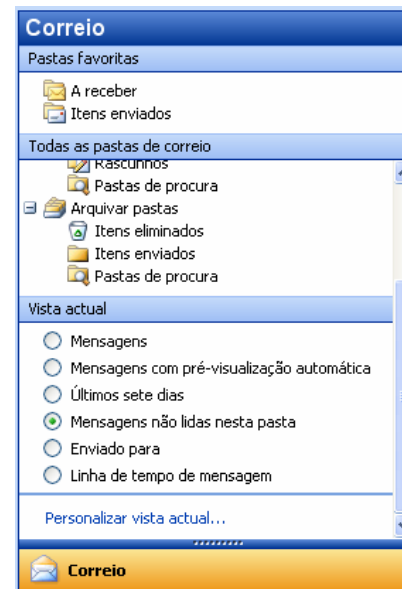 Correio
Pastas favoritas
A receber
Itens enviados
Todas as pastas de correio
Rascunhos
Pastas de procura
Arquivar pastas
Itens eliminados
Itens enviados
Pastas de procura
Vista actual
Mensagens
Mensagens com pré-visualização automática
Últimos sete dias
Mensagens não lidas nesta pasta
Enviado para
Linha de tempo de mensagem
Personalizar vista actual...
Correio